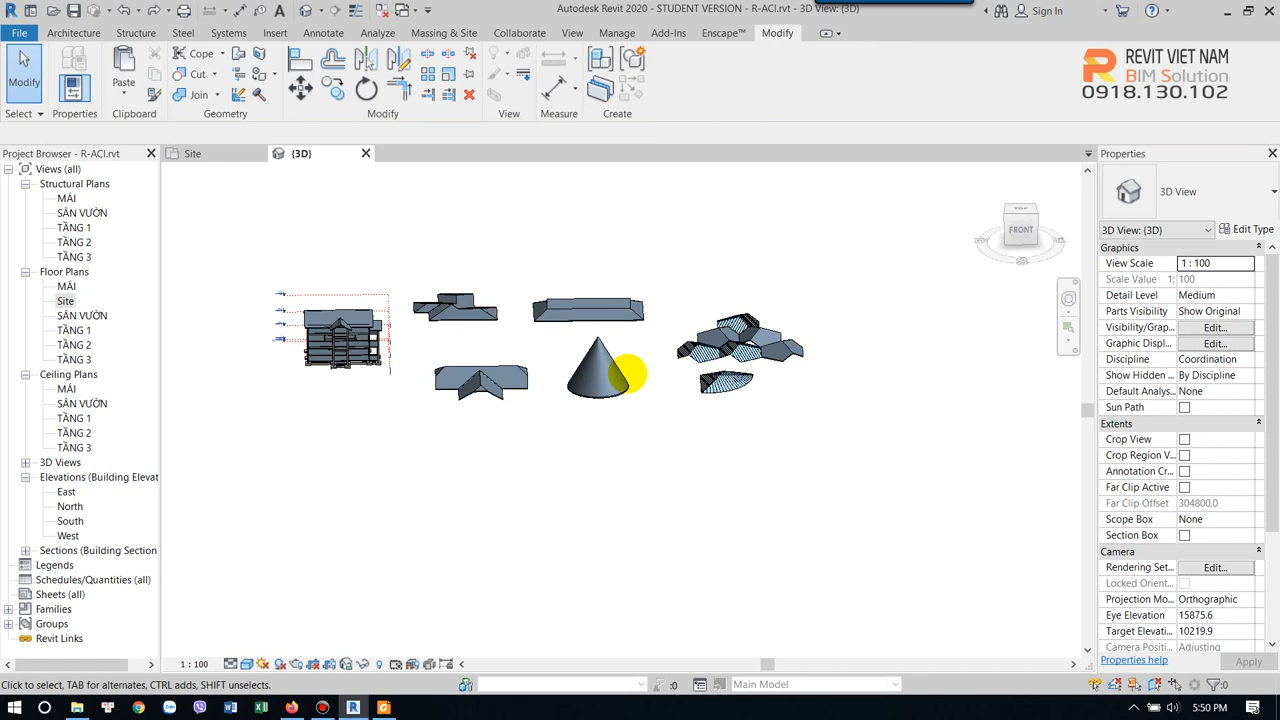 Autodesk Revit 2020 - STUDENT VERSION - R-ACI.rvt - 3D View: {3D}
Sign In
File Architecture Structure Steel Systems Insert Annotate Analyze Massing & Site Collaborate View Manage Add-Ins Enscape™ Modify
Modify
Paste
Cope
Cut
Join
Select Properties Clipboard Geometry Modify View Measure Create
REVIT VIET NAM
BIM Solution
0918.130.102
Project Browser - R-ACI.rvt
Views (all)
Structural Plans
MÁI
SÂN VƯỜN
TẦNG 1
TẦNG 2
TẦNG 3
Floor Plans
MÁI
Site
SÂN VƯỜN
TẦNG 1
TẦNG 2
TẦNG 3
Ceiling Plans
MÁI
SÂN VƯỜN
TẦNG 1
TẦNG 2
TẦNG 3
3D Views
Elevations (Building Elevat
East
North
South
West
Sections (Building Section
Legends
Schedules/Quantities (all)
Sheets (all)
Families
Groups
Revit Links
Site
{3D}
TOP
FRONT
Properties
3D View
3D View: {3D}
Edit Type
Graphics
View Scale 1 : 100
Scale Value 1: 100
Detail Level Medium
Parts Visibility Show Original
Visibility/Grap... Edit...
Graphic Displ... Edit...
Discipline Coordination
Show Hidden ... By Discipline
Default Analys... None
Sun Path
Extents
Crop View
Crop Region V...
Annotation Cr...
Far Clip Active
Far Clip Offset 304800.0
Scope Box None
Section Box
Camera
Rendering Set... Edit...
Locked Orient...
Projection Mo... Orthographic
Eye Elevation 15875.6
Target Elevati... 10219.9
Camera Position Adjusting
Properties help
Apply
1 : 100
Click to select, TAB for alternates, CTRL adds, SHIFT unselects.
:0
Main Model
:0
5:50 PM